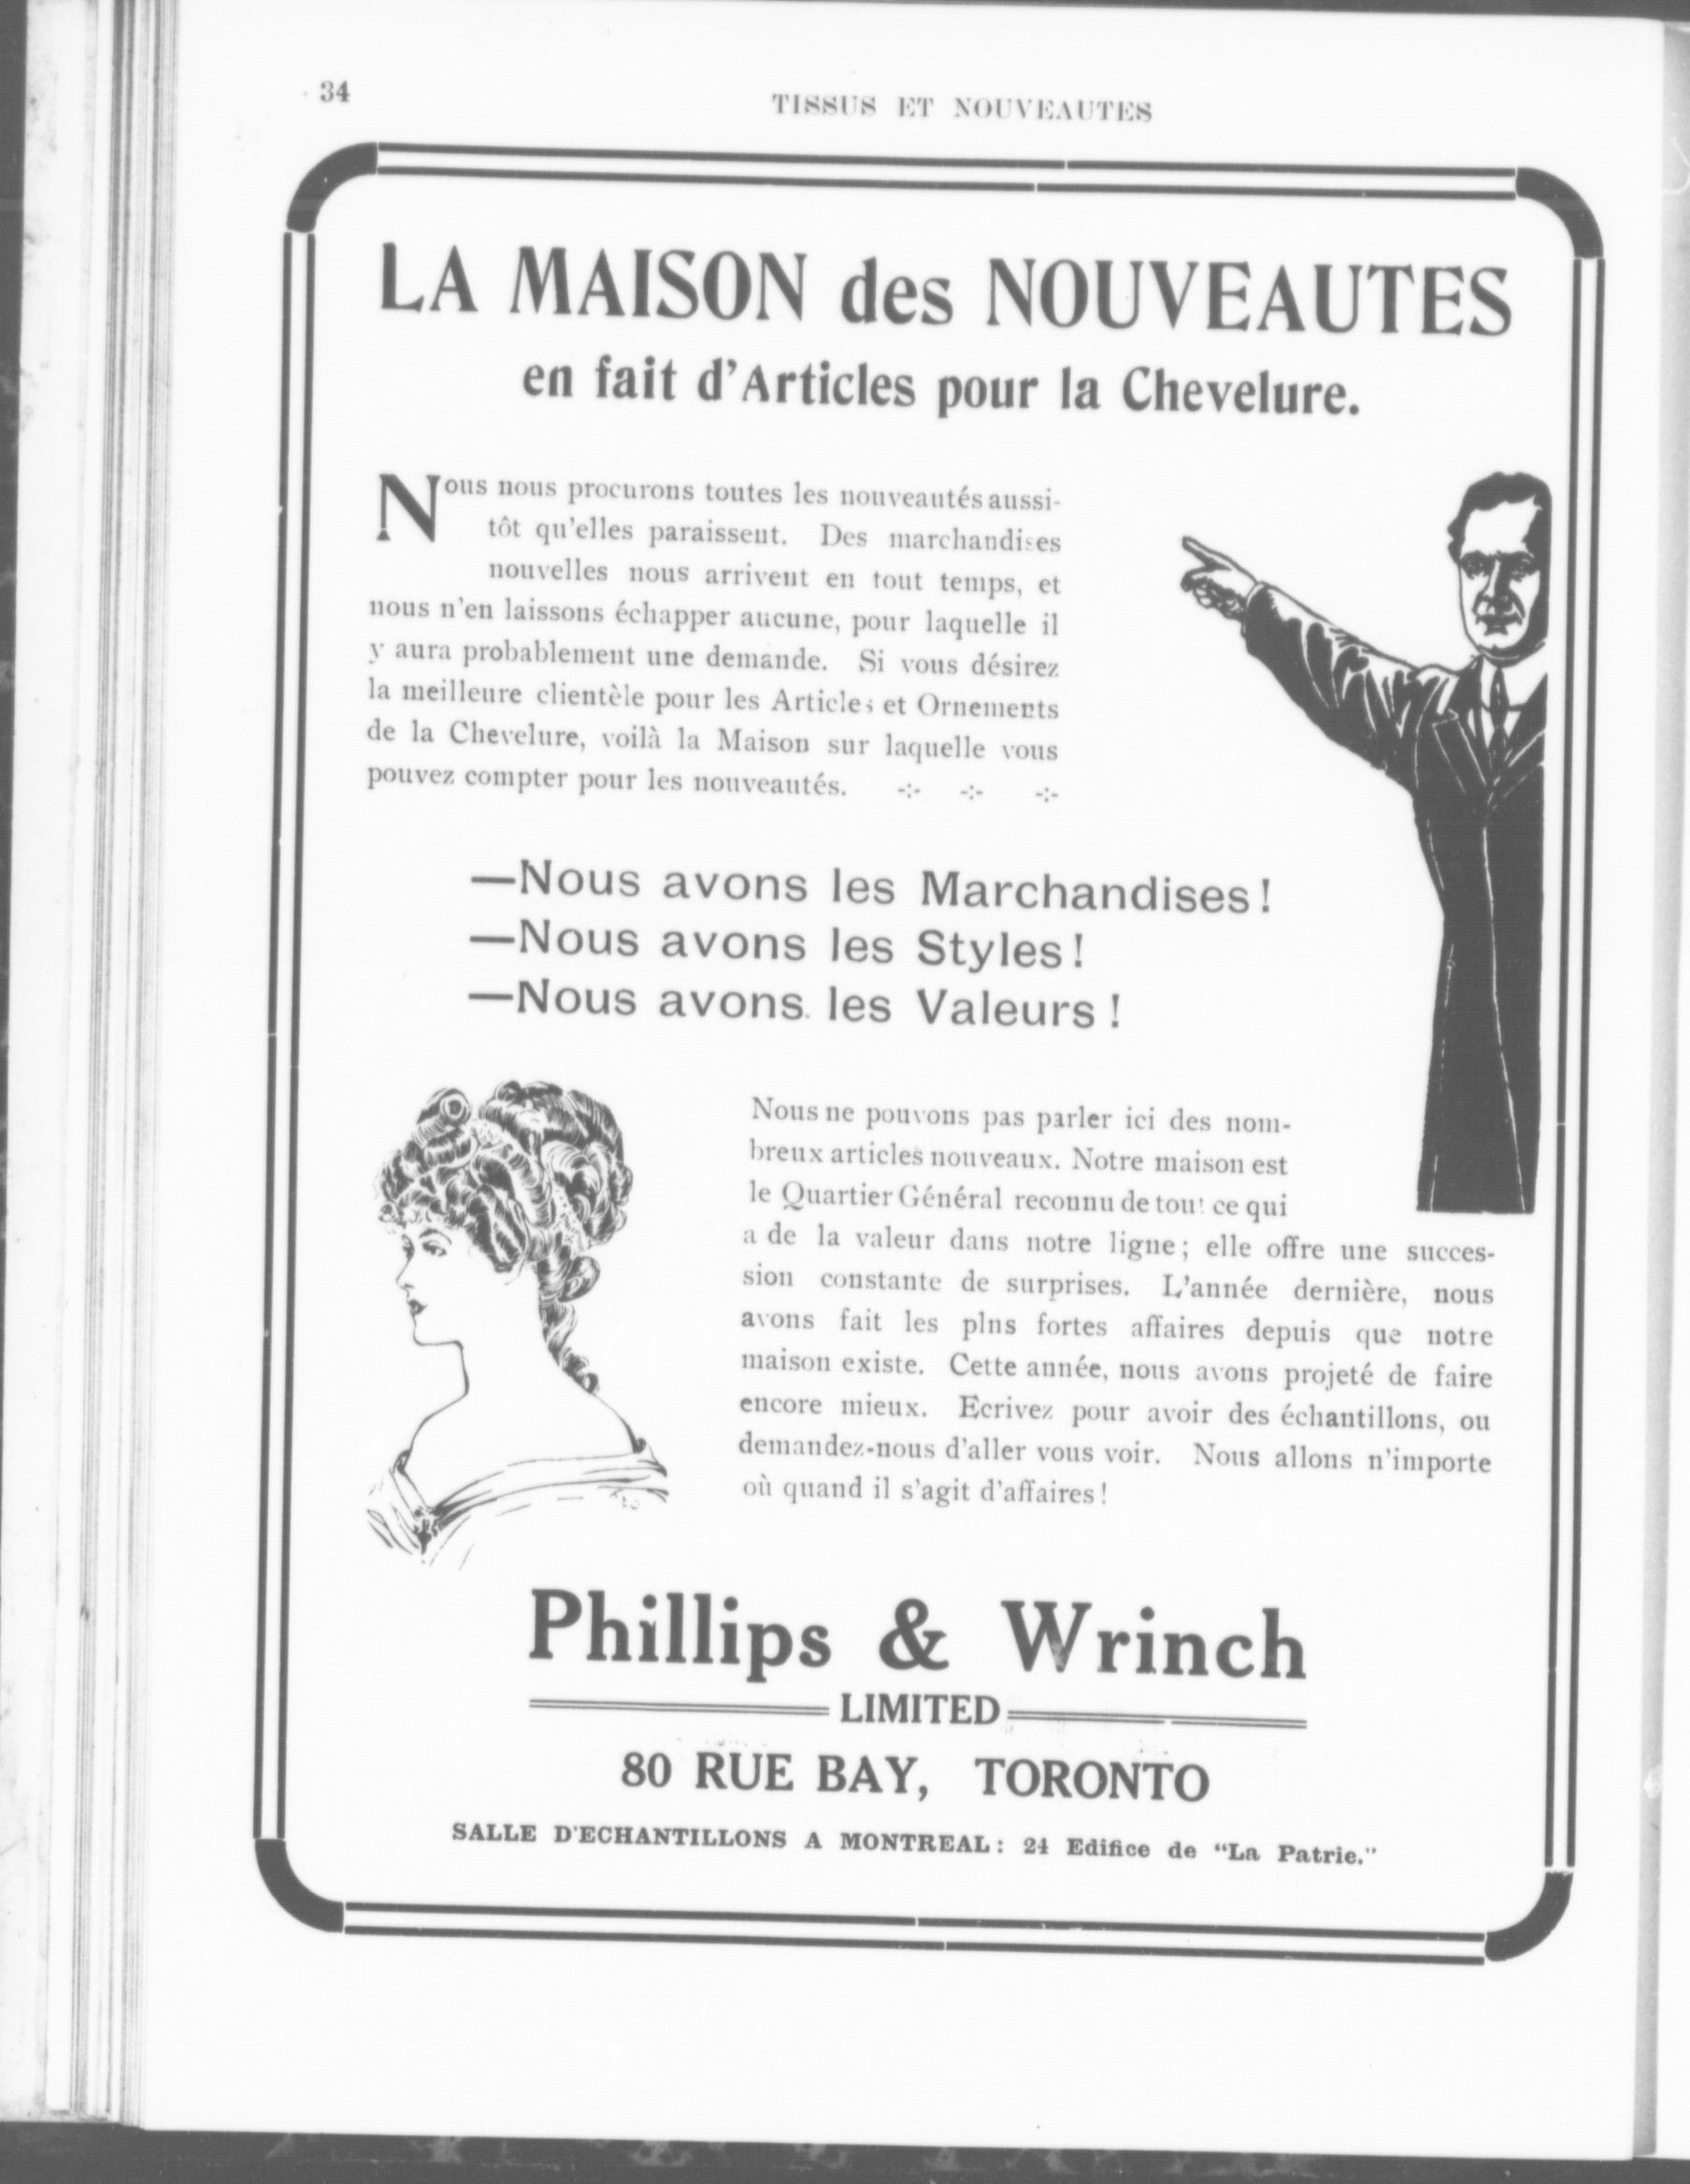 34
TISSUS ET NOUVEAUTES
LA MAISON des NOUVEAUTES
en fait d'Articles pour la Chevelure.
Nous nous procurons toutes les nouveautés aussi-
tôt qu'elles paraissent. Des marchandises
nouvelles nous arrivent en tout temps, et
nous n'en laissons échapper aucune, pour laquelle il
y aura probablement une demande. Si vous désirez
la meilleure clientèle pour les Articles et Ornements
de la Chevelure, voilà la Maison sur laquelle vous
pouvez compter pour les nouveautés. -:- -:- -:-
—Nous avons les Marchandises!
—Nous avons les Styles!
—Nous avons les Valeurs!
Nous ne pouvons pas parler ici des nom-
breux articles nouveaux. Notre maison est
le Quartier Général reconnu de tout ce qui
a de la valeur dans notre ligne; elle offre une succes-
sion constante de surprises. L'année dernière, nous
avons fait les plns fortes affaires depuis que notre
maison existe. Cette année, nous avons projeté de faire
encore mieux. Ecrivez pour avoir des échantillons, ou
demandez-nous d'aller vous voir. Nous allons n'importe
où quand il s'agit d'affaires!
Phillips & Wrinch
LIMITED
80 RUE BAY, TORONTO
SALLE D'ECHANTILLONS A MONTREAL: 24 Edifice de "La Patrie."